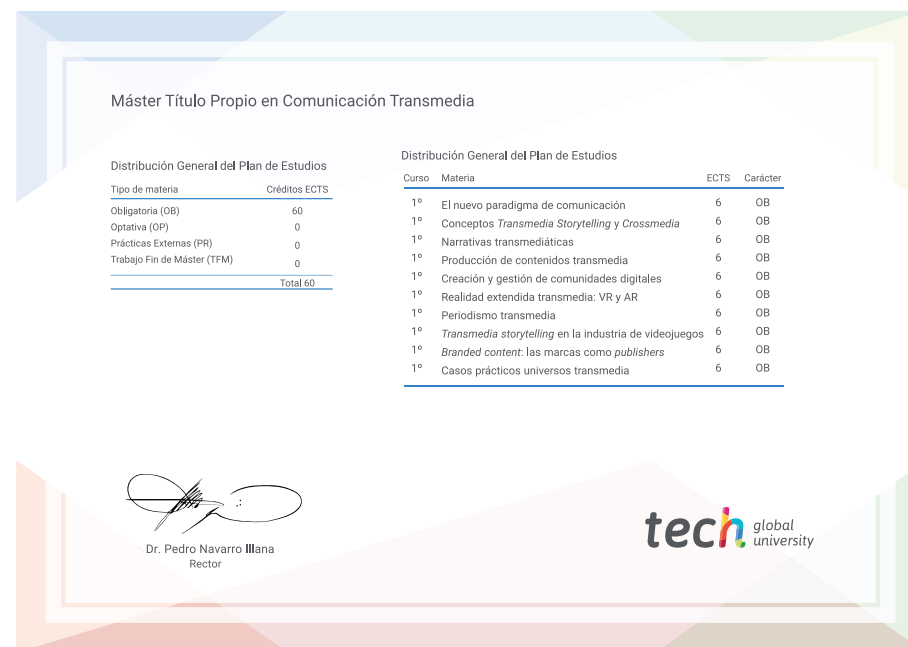 Máster Título Propio en Comunicación Transmedia
Distribución General del Plan de Estudios
Tipo de materia Créditos ECTS
Obligatoria (OB) 60
Optativa (OP) 0
Prácticas Externas (PR) 0
Trabajo Fin de Máster (TFM) 0
Total 60
Distribución General del Plan de Estudios
Curso Materia ECTS Carácter
1º El nuevo paradigma de comunicación 6 OB
1º Conceptos Transmedia Storytelling y Crossmedia 6 OB
1º Narrativas transmediáticas 6 OB
1º Producción de contenidos transmedia 6 OB
1º Creación y gestión de comunidades digitales 6 OB
1º Realidad extendida transmedia: VR y AR 6 OB
1º Periodismo transmedia 6 OB
1º Transmedia storytelling en la industria de videojuegos 6 OB
1º Branded content: las marcas como publishers 6 OB
1º Casos prácticos universos transmedia 6 OB
Dr. Pedro Navarro Illana
Rector
tech global
university